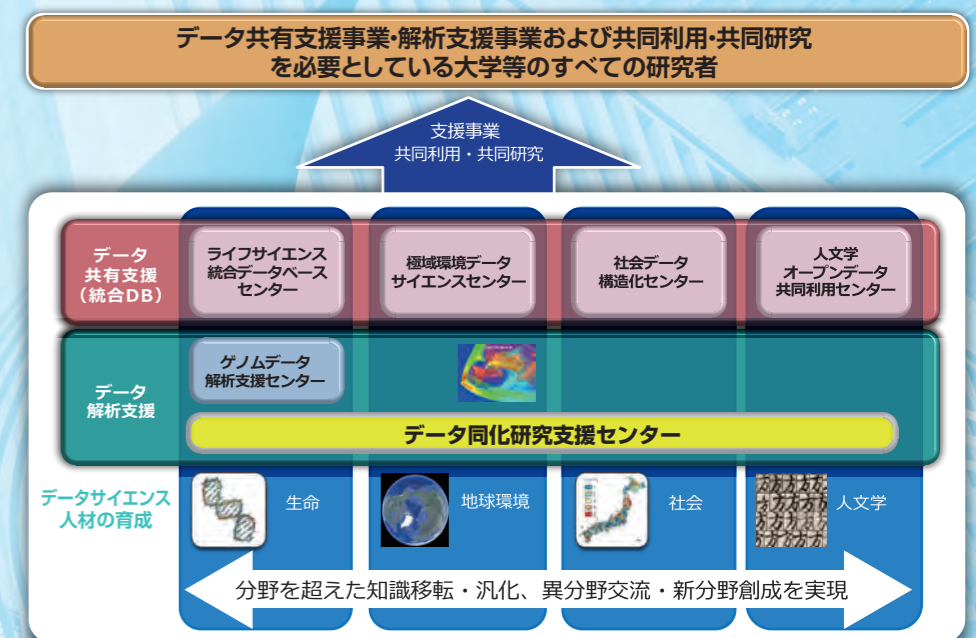 データ共有支援事業・解析支援事業および共同利用・共同研究
を必要としている大学等のすべての研究者
支援事業
共同利用・共同研究
データ
共有支援
（統合DB）
ライフサイエンス
統合データベース
センター
極域環境データ
サイエンスセンター
社会データ
構造化センター
人文学
オープンデータ
共同利用センター
データ
解析支援
ゲノムデータ
解析支援センター
データ同化研究支援センター
データサイエンス
人材の育成
生命
地球環境
社会
人文学
分野を超えた知識移転・汎化、異分野交流・新分野創成を実現